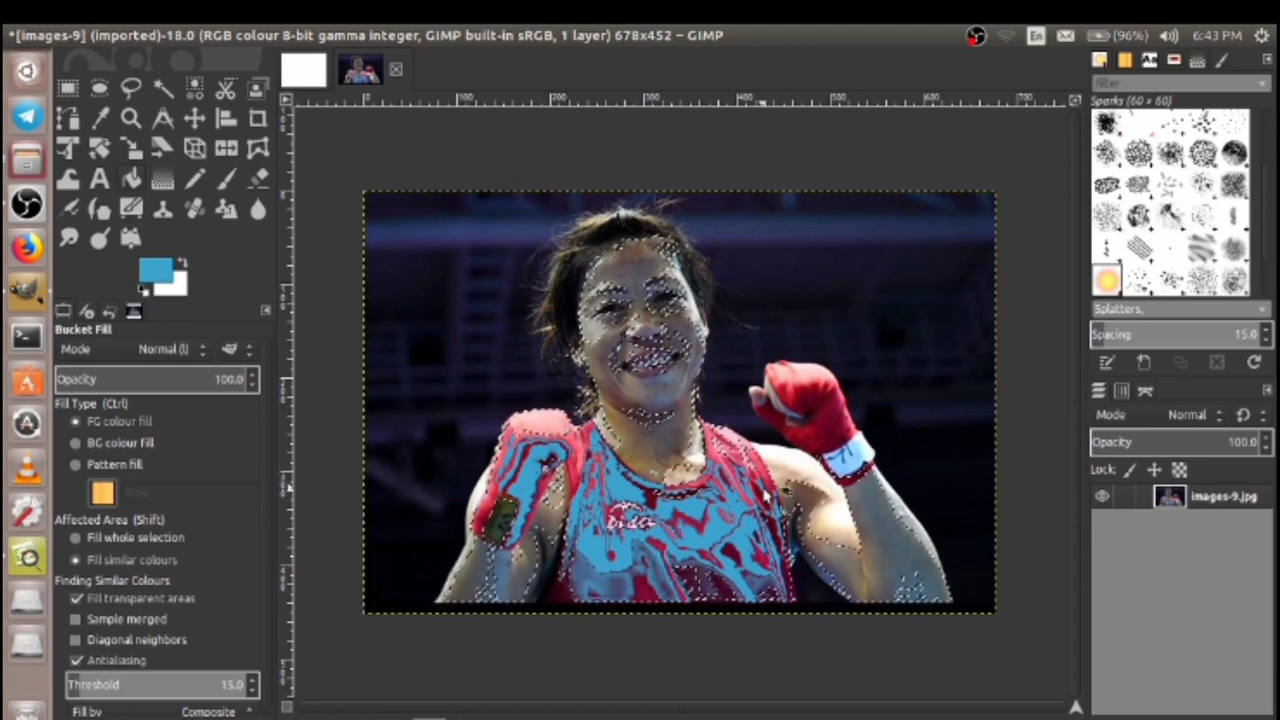 *[images-9] (imported)-18.0 (RGB colour 8-bit gamma integer, GIMP built-in sRGB, 1 layer) 678x452 – GIMP
En
(96%)
6:43 PM
filter
Sparks (60 × 60)
Bucket Fill
Mode
Normal (l)
Opacity
100.0
Fill Type (Ctrl)
FG colour fill
BG colour fill
Pattern fill
Pine
Affected Area (Shift)
Fill whole selection
Fill similar colours
Finding Similar Colours
Fill transparent areas
Sample merged
Diagonal neighbors
Antialiasing
Threshold
15.0
Fill by
Composite
0
100
200
300
400
500
600
700
Splatters,
Spacing
15.0
Mode
Normal
Opacity
100.0
Lock:
images-9.jpg